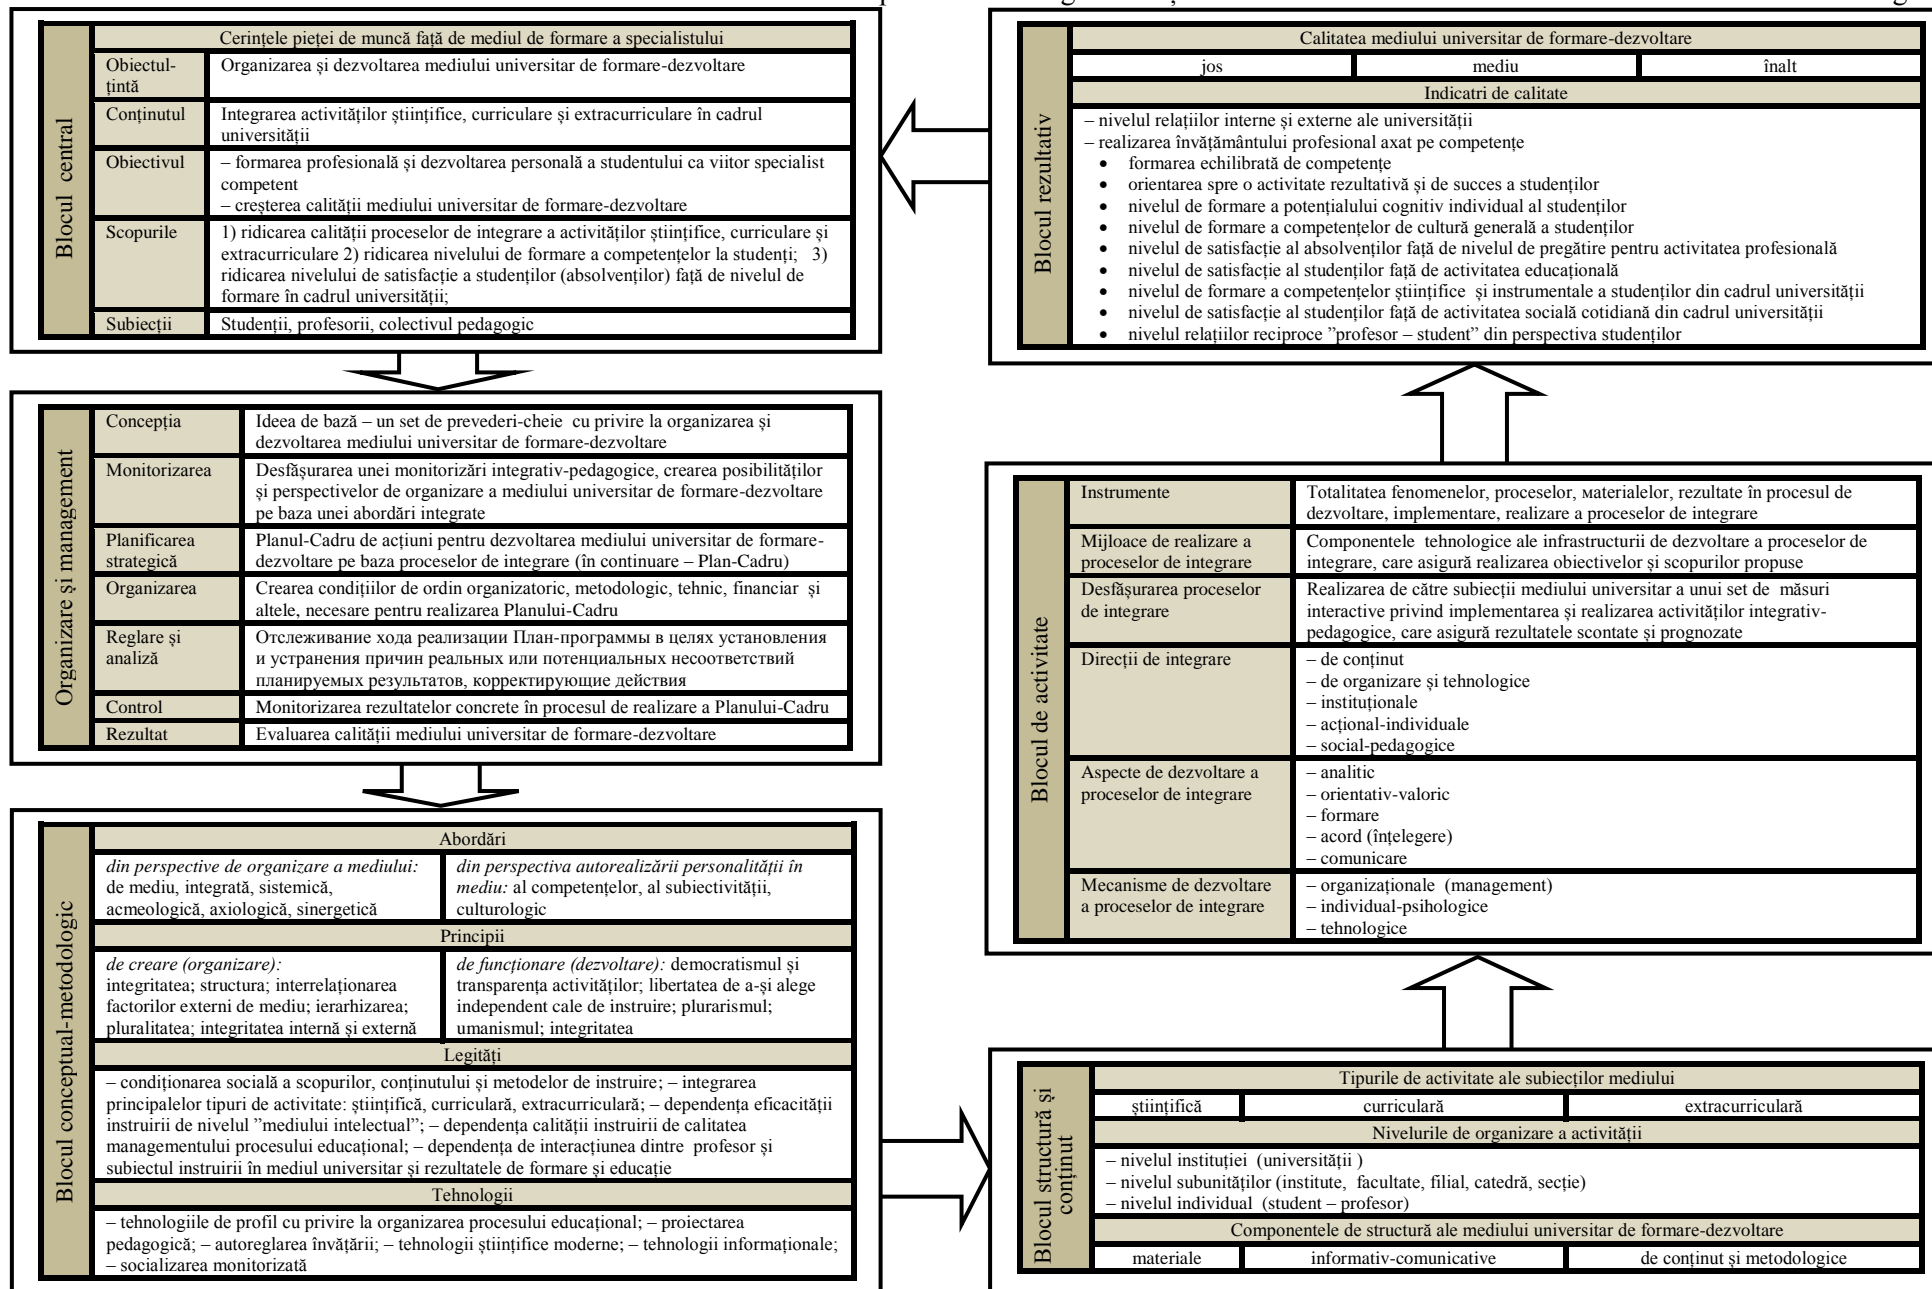 Blocul central
Cerințele pieței de muncă față de mediul de formare a specialistului
Obiectul-
țintă
Organizarea și dezvoltarea mediului universitar de formare-dezvoltare
Conținutul
Integrarea activităților științifice, curriculare și extracurriculare în cadrul
universității
Obiectivul
– formarea profesională și dezvoltarea personală a studentului ca viitor specialist
competent
– creșterea calității mediului universitar de formare-dezvoltare
Scopurile
1) ridicarea calității proceselor de integrare a activităților științifice, curriculare și
extracurriculare 2) ridicarea nivelului de formare a competențelor la studenți; 3)
ridicarea nivelului de satisfacție a studenților (absolvenților) față de nivelul de
formare în cadrul universității;
Subiecții
Studenții, profesorii, colectivul pedagogic
Organizare și management
Concepția
Ideea de bază – un set de prevederi-cheie cu privire la organizarea și
dezvoltarea mediului universitar de formare-dezvoltare
Monitorizarea
Desfășurarea unei monitorizări integrativ-pedagogice, crearea posibilităților
și perspectivelor de organizare a mediului universitar de formare-dezvoltare
pe baza unei abordări integrate
Planificarea
strategică
Planul-Cadru de acțiuni pentru dezvoltarea mediului universitar de formare-
dezvoltare pe baza proceselor de integrare (în continuare – Plan-Cadru)
Organizarea
Crearea condițiilor de ordin organizatoric, metodologic, tehnic, financiar și
altele, necesare pentru realizarea Planului-Cadru
Reglare și
analiză
Отслеживание хода реализации План-программы в целях установления
и устранения причин реальных или потенциальных несоответствий
планируемых результатов, корректирующие действия
Control
Monitorizarea rezultatelor concrete în procesul de realizare a Planului-Cadru
Rezultat
Evaluarea calității mediului universitar de formare-dezvoltare
Blocul conceptual-metodologic
Abordări
din perspective de organizare a mediului:
de mediu, integrată, sistemică,
acmeologică, axiologică, sinergetică
din perspectiva autorealizării personalității în
mediu: al competențelor, al subiectivității,
culturologic
Principii
de creare (organizare):
integritatea; structura; interrelaționarea
factorilor externi de mediu; ierarhizarea;
pluralitatea; integritatea internă și externă
de funcționare (dezvoltare): democratismul și
transparența activităților; libertatea de a-și alege
independent cale de instruire; plurarismul;
umanismul; integritatea
Legități
– condiționarea socială a scopurilor, conținutului și metodelor de instruire; – integrarea
principalelor tipuri de activitate: științifică, curriculară, extracurriculară; – dependența eficacității
instruirii de nivelul ”mediului intelectual”; – dependența calității instruirii de calitatea
managementului procesului educațional; – dependența de interacțiunea dintre profesor și
subiectul instruirii în mediul universitar și rezultatele de formare și educație
Tehnologii
– tehnologiile de profil cu privire la organizarea procesului educațional; – proiectarea
pedagogică; – autoreglarea învățării; – tehnologii științifice moderne; – tehnologii informaționale;
– socializarea monitorizată
Blocul rezultativ
Calitatea mediului universitar de formare-dezvoltare
jos mediu înalt
Indicatri de calitate
– nivelul relațiilor interne și externe ale universității
– realizarea învățământului profesional axat pe competențe
• formarea echilibrată de competențe
• orientarea spre o activitate rezultativă și de succes a studenților
• nivelul de formare a potențialului cognitiv individual al studenților
• nivelul de formare a competențelor de cultură generală a studenților
• nivelul de satisfacție al absolvenților față de nivelul de pregătire pentru activitatea profesională
• nivelul de satisfacție al studenților față de activitatea educațională
• nivelul de formare a competențelor științifice și instrumentale a studenților din cadrul universității
• nivelul de satisfacție al studenților față de activitatea socială cotidiană din cadrul universității
• nivelul relațiilor reciproce ”profesor – student” din perspectiva studenților
Blocul de activitate
Instrumente
Totalitatea fenomenelor, proceselor, материalelor, rezultate în procesul de
dezvoltare, implementare, realizare a proceselor de integrare
Mijloace de realizare a
proceselor de integrare
Componentele tehnologice ale infrastructurii de dezvoltare a proceselor de
integrare, care asigură realizarea obiectivelor și scopurilor propuse
Desfășurarea proceselor
de integrare
Realizarea de către subiecții mediului universitar a unui set de măsuri
interactive privind implementarea și realizarea activităților integrativ-
pedagogice, care asigură rezultatele scontate și prognozate
Direcții de integrare
– de conținut
– de organizare și tehnologice
– instituționale
– acțional-individuale
– social-pedagogice
Aspecte de dezvoltare a
proceselor de integrare
– analitic
– orientativ-valoric
– formare
– acord (înțelegere)
– comunicare
Mecanisme de dezvoltare
a proceselor de integrare
– organizaționale (management)
– individual-psihologice
– tehnologice
Blocul structură și
conținut
Tipurile de activitate ale subiecților mediului
științifică curriculară extracurriculară
Nivelurile de organizare a activității
– nivelul instituției (universității )
– nivelul subunităților (institute, facultate, filial, catedră, secție)
– nivelul individual (student – profesor)
Componentele de structură ale mediului universitar de formare-dezvoltare
materiale informativ-comunicative de conținut și metodologice